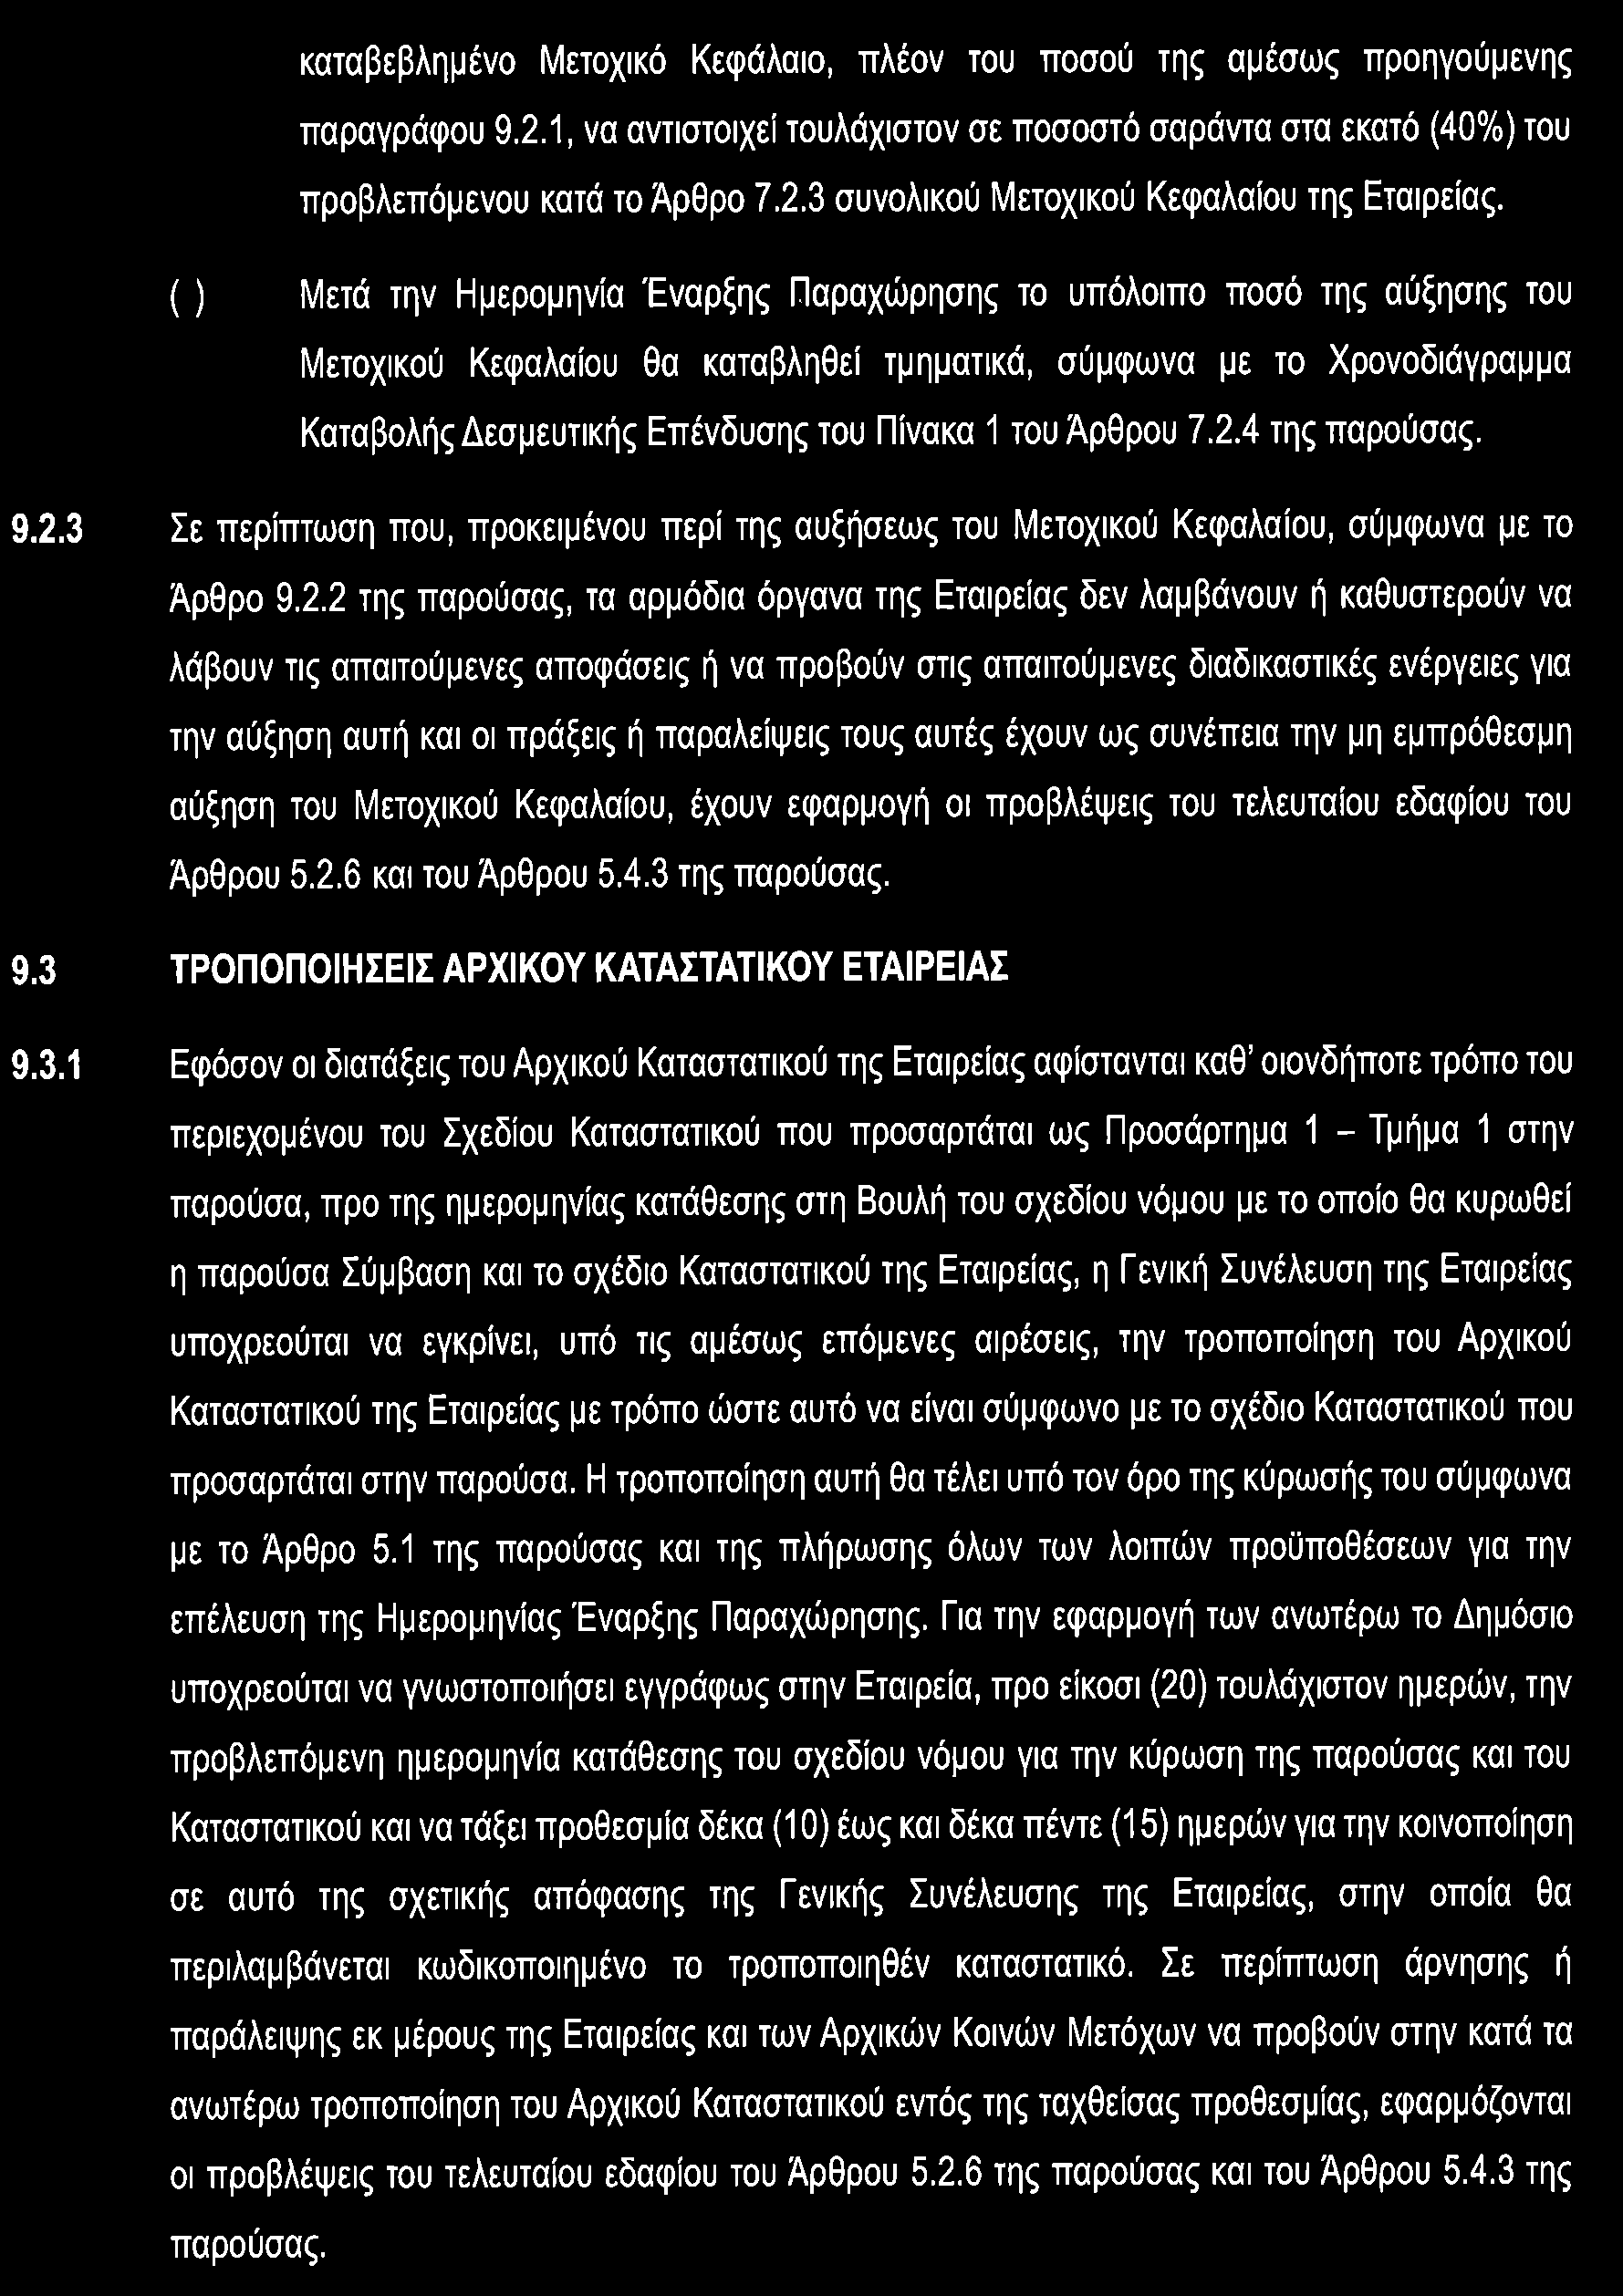 καταβεβλημένο Μετοχικό Κεφάλαιο, πλέον του ποσού της αμέσως προηγούμενης
παραγράφου 9.2.1, να αντιστοιχεί τουλάχιστον σε ποσοστό σαράντα στα εκατό (40%) του
προβλεπόμενου κατά το Άρθρο 7.2.3 συνολικού Μετοχικού Κεφαλαίου της Εταιρείας.
( ) Μετά την Ημερομηνία Έναρξης Παραχώρησης το υπόλοιπο ποσό της αύξησης του
Μετοχικού Κεφαλαίου θα καταβληθεί τμηματικά, σύμφωνα με το Χρονοδιάγραμμα
Καταβολής Δεσμευτικής Επένδυσης του Πίνακα 1 του Άρθρου 7.2.4 της παρούσας.
9.2.3 Σε περίπτωση που, προκειμένου περί της αυξήσεως του Μετοχικού Κεφαλαίου, σύμφωνα με το
Άρθρο 9.2.2 της παρούσας, τα αρμόδια όργανα της Εταιρείας δεν λαμβάνουν ή καθυστερούν να
λάβουν τις απαιτούμενες αποφάσεις ή να προβούν στις απαιτούμενες διαδικαστικές ενέργειες για
την αύξηση αυτή και οι πράξεις ή παραλείψεις τους αυτές έχουν ως συνέπεια την μη εμπρόθεσμη
αύξηση του Μετοχικού Κεφαλαίου, έχουν εφαρμογή οι προβλέψεις του τελευταίου εδαφίου του
Άρθρου 5.2.6 και του Άρθρου 5.4.3 της παρούσας.
9.3 ΤΡΟΠΟΠΟΙΗΣΕΙΣ ΑΡΧΙΚΟΥ ΚΑΤΑΣΤΑΤΙΚΟΥ ΕΤΑΙΡΕΙΑΣ
9.3.1 Εφόσον οι διατάξεις του Αρχικού Καταστατικού της Εταιρείας αφίστανται καθ’ οιονδήποτε τρόπο του
περιεχομένου του Σχεδίου Καταστατικού που προσαρτάται ως Προσάρτημα 1 – Τμήμα 1 στην
παρούσα, προ της ημερομηνίας κατάθεσης στη Βουλή του σχεδίου νόμου με το οποίο θα κυρωθεί
η παρούσα Σύμβαση και το σχέδιο Καταστατικού της Εταιρείας, η Γενική Συνέλευση της Εταιρείας
υποχρεούται να εγκρίνει, υπό τις αμέσως επόμενες αιρέσεις, την τροποποίηση του Αρχικού
Καταστατικού της Εταιρείας με τρόπο ώστε αυτό να είναι σύμφωνο με το σχέδιο Καταστατικού που
προσαρτάται στην παρούσα. Η τροποποίηση αυτή θα τέλει υπό τον όρο της κύρωσής του σύμφωνα
με το Άρθρο 5.1 της παρούσας και της πλήρωσης όλων των λοιπών προϋποθέσεων για την
επέλευση της Ημερομηνίας Έναρξης Παραχώρησης. Για την εφαρμογή των ανωτέρω το Δημόσιο
υποχρεούται να γνωστοποιήσει εγγράφως στην Εταιρεία, προ είκοσι (20) τουλάχιστον ημερών, την
προβλεπόμενη ημερομηνία κατάθεσης του σχεδίου νόμου για την κύρωση της παρούσας και του
Καταστατικού και να τάξει προθεσμία δέκα (10) έως και δέκα πέντε (15) ημερών για την κοινοποίηση
σε αυτό της σχετικής απόφασης της Γενικής Συνέλευσης της Εταιρείας, στην οποία θα
περιλαμβάνεται κωδικοποιημένο το τροποποιηθέν καταστατικό. Σε περίπτωση άρνησης ή
παράλειψης εκ μέρους της Εταιρείας και των Αρχικών Κοινών Μετόχων να προβούν στην κατά τα
ανωτέρω τροποποίηση του Αρχικού Καταστατικού εντός της ταχθείσας προθεσμίας, εφαρμόζονται
οι προβλέψεις του τελευταίου εδαφίου του Άρθρου 5.2.6 της παρούσας και του Άρθρου 5.4.3 της
παρούσας.